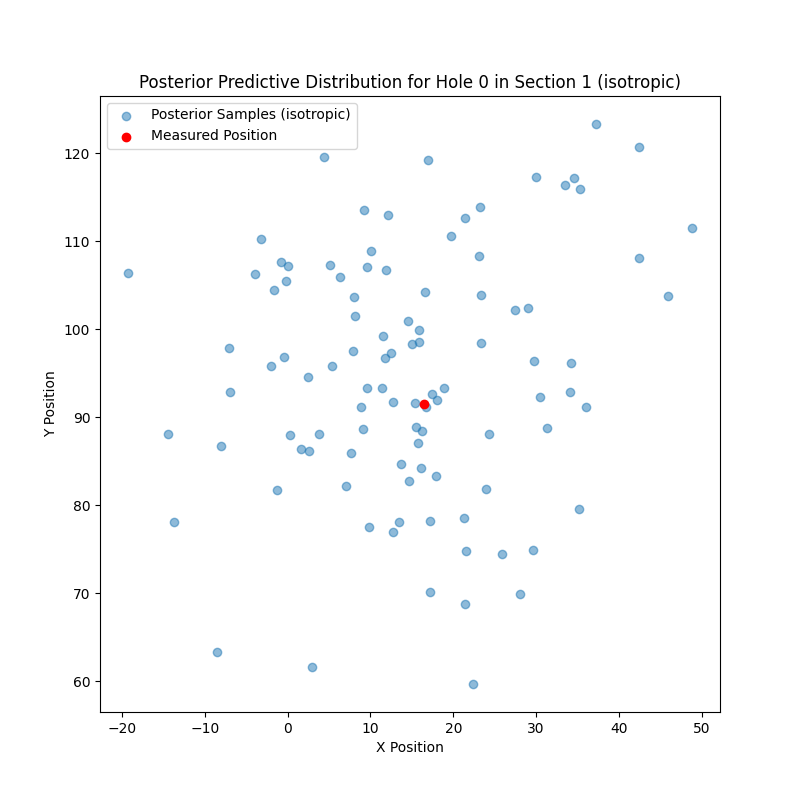 Posterior Predictive Distribution for Hole 0 in Section 1 (isotropic)
Posterior Samples (isotropic)
Measured Position
120
110
100
90
80
70
60
Y Position
−20 −10 0 10 20 30 40 50
X Position